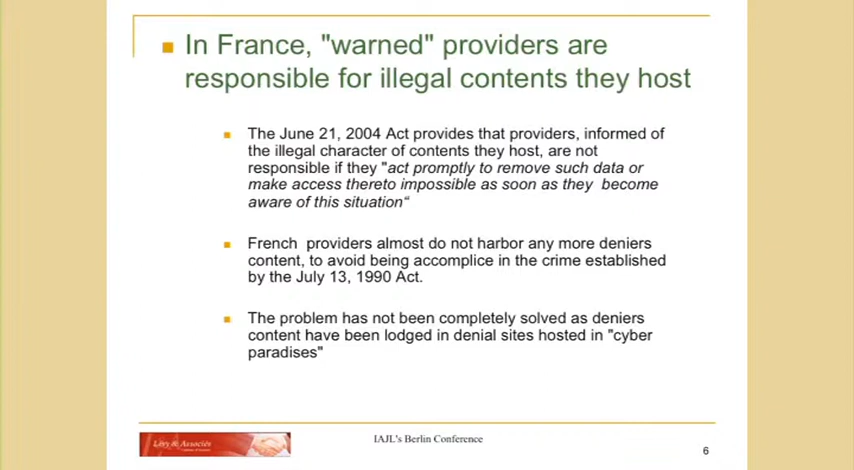 In France, "warned" providers are
responsible for illegal contents they host
The June 21, 2004 Act provides that providers, informed of
the illegal character of contents they host, are not
responsible if they "act promptly to remove such data or
make access thereto impossible as soon as they become
aware of this situation“
French providers almost do not harbor any more deniers
content, to avoid being accomplice in the crime established
by the July 13, 1990 Act.
The problem has not been completely solved as deniers
content have been lodged in denial sites hosted in "cyber
paradises"
Lévy & Associés
IAJL's Berlin Conference
6